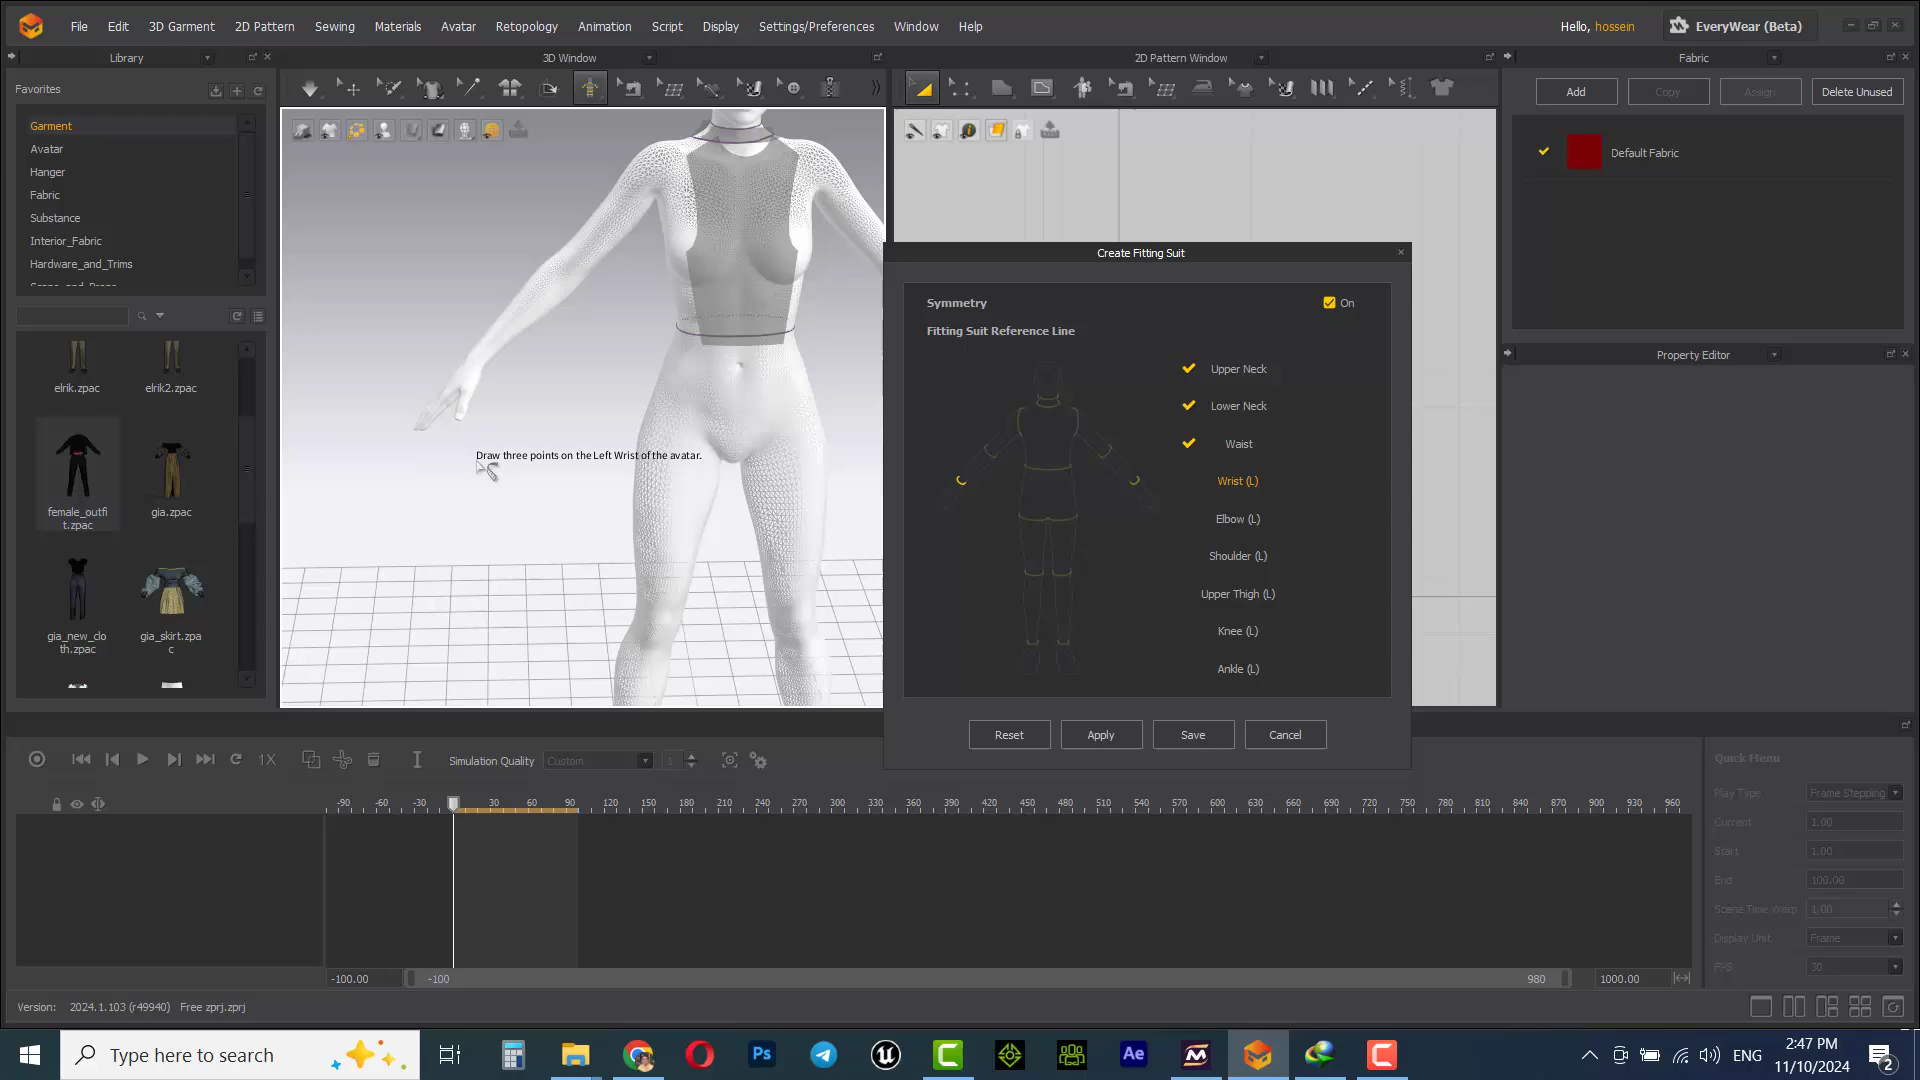 File Edit 3D Garment 2D Pattern Sewing Materials Avatar Retopology Animation Script Display Settings/Preferences Window Help
Hello, hossein EveryWear (Beta)
Library
3D Window
2D Pattern Window
Fabric
Favorites
Garment
Avatar
Hanger
Fabric
Substance
Interior_Fabric
Hardware_and_Trims
Add Copy Assign Delete Unused
Default Fabric
Property Editor
elrik.zpac elrik2.zpac
female_outfi
t.zpac
gia.zpac
gia_new_clo
th.zpac
gia_skirt.zpa
c
Draw three points on the Left Wrist of the avatar.
Create Fitting Suit
Symmetry
On
Fitting Suit Reference Line
Upper Neck
Lower Neck
Waist
Wrist (L)
Elbow (L)
Shoulder (L)
Upper Thigh (L)
Knee (L)
Ankle (L)
Reset Apply Save Cancel
1X
Simulation Quality Custom 1
-90 -60 -30 30 60 90 120 150 180 210 240 270 300 330 360 390 420 450 480 510 540 570 600 630 660 690 720 750 780 810 840 870 900 930 960
-100.00 -100 980 1000.00
Quick Menu
Play Type Frame Stepping
Current 1.00
Start 1.00
End 100.00
Scene Time Warp 1.00
Display Unit Frame
FPS 30
Version: 2024.1.103 (r49940) Free zprj.zprj
Type here to search
Ps
Ae
ENG
2:47 PM
11/10/2024
2